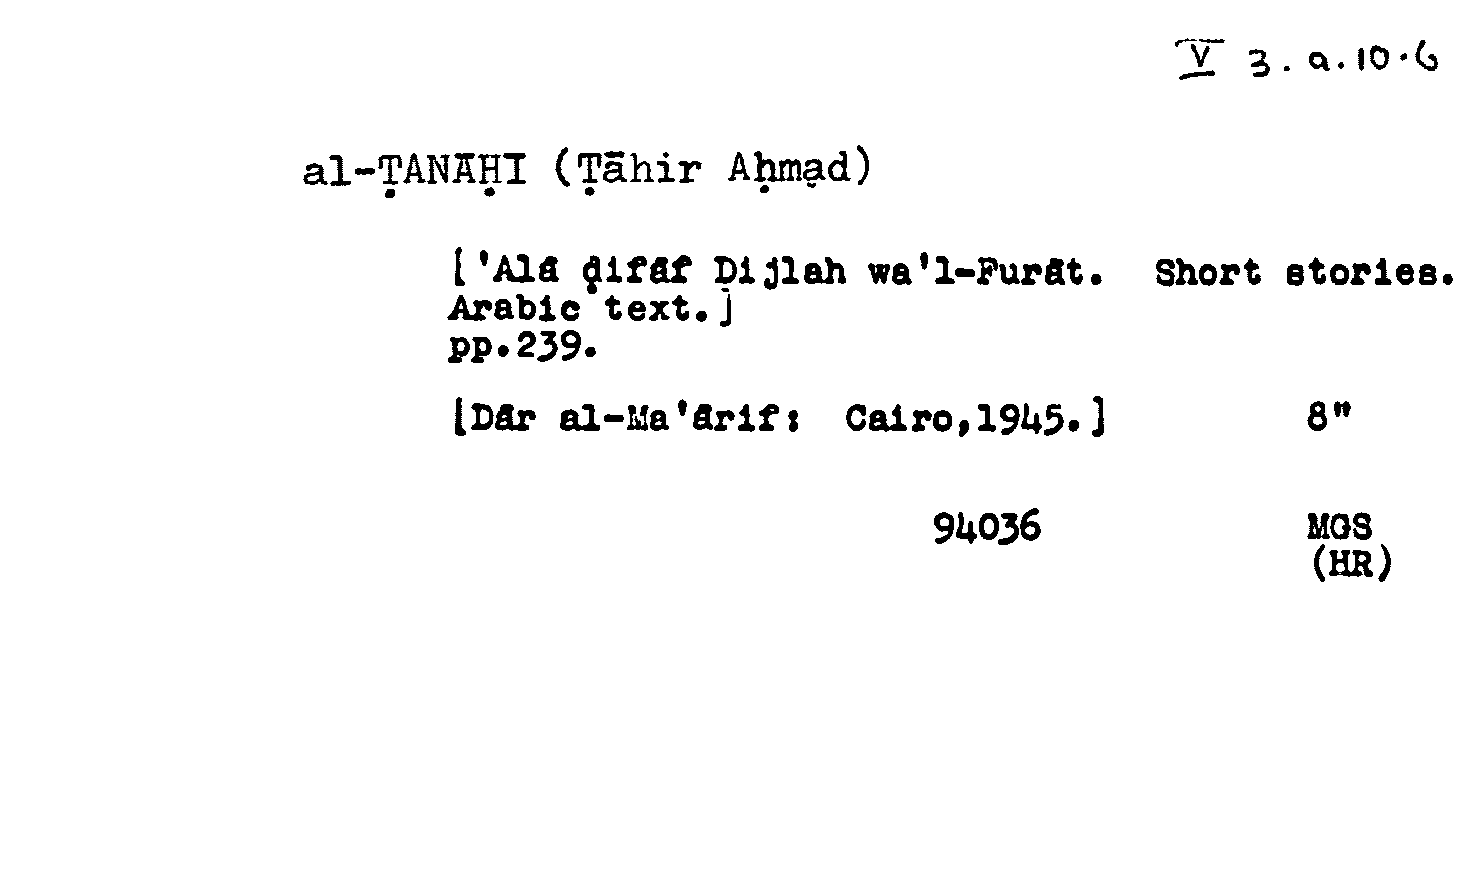 V 3.a.10.6
al-ṬANĀḤĪ (Ṭāhir Aḥmad)
['Alā ḍifāf Dijlah wa'l-Furāt. Short stories.
Arabic text.]
pp.239.
[Dār al-Ma'ārif: Cairo,1945.] 8"
94036 MGS
(HR)